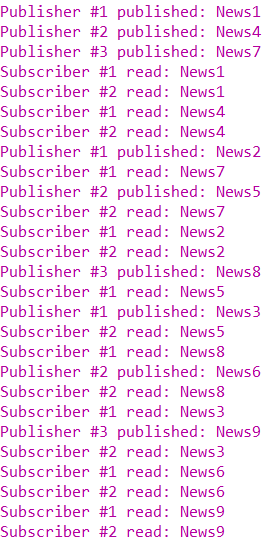 Publisher #1 published: News1
Publisher #2 published: News4
Publisher #3 published: News7
Subscriber #1 read: News1
Subscriber #2 read: News1
Subscriber #1 read: News4
Subscriber #2 read: News4
Publisher #1 published: News2
Subscriber #1 read: News7
Publisher #2 published: News5
Subscriber #2 read: News7
Subscriber #1 read: News2
Subscriber #2 read: News2
Publisher #3 published: News8
Subscriber #1 read: News5
Publisher #1 published: News3
Subscriber #2 read: News5
Subscriber #1 read: News8
Publisher #2 published: News6
Subscriber #2 read: News8
Subscriber #1 read: News3
Publisher #3 published: News9
Subscriber #2 read: News3
Subscriber #1 read: News6
Subscriber #2 read: News6
Subscriber #1 read: News9
Subscriber #2 read: News9